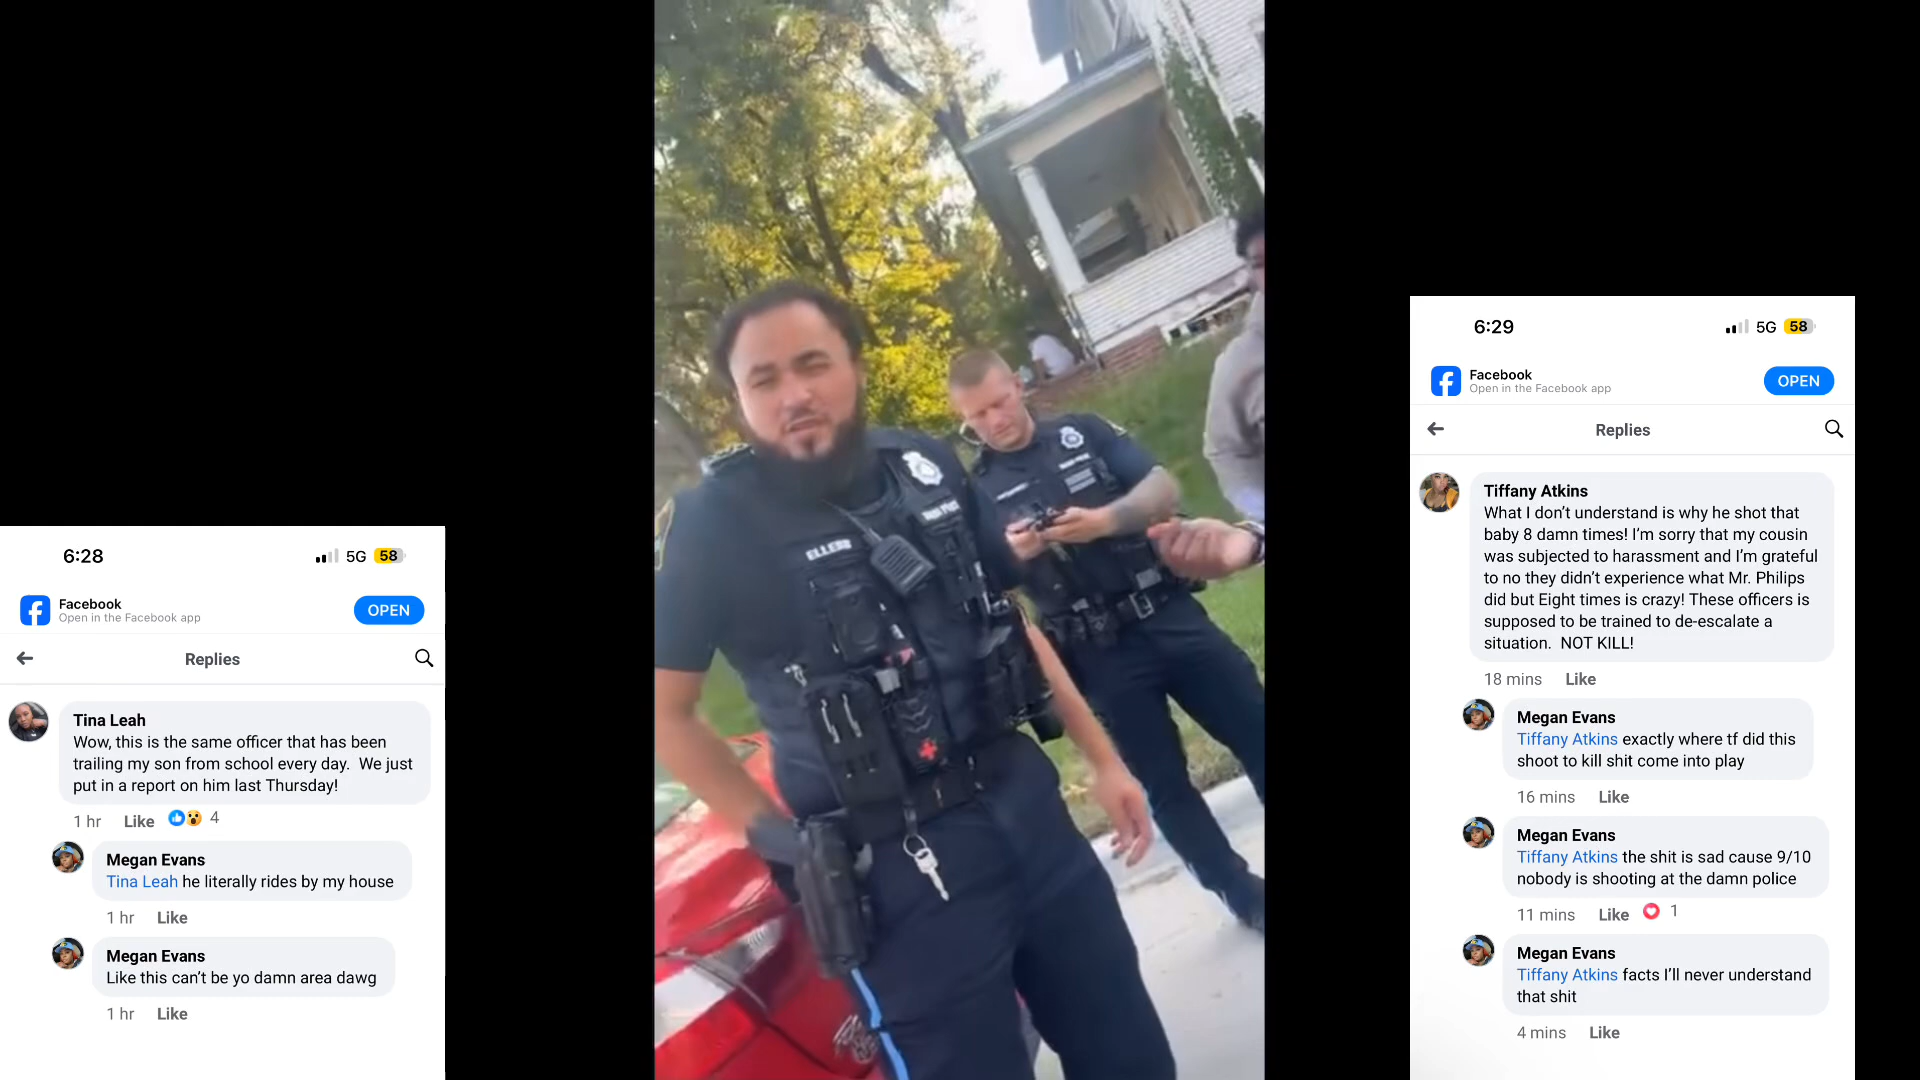 6:28
5G
58
Facebook
Open in the Facebook app
OPEN
Replies
Tina Leah
Wow, this is the same officer that has been
trailing my son from school every day. We just
put in a report on him last Thursday!
1 hr Like 4
Megan Evans
Tina Leah he literally rides by my house
1 hr Like
Megan Evans
Like this can't be yo damn area dawg
1 hr Like
6:29
5G
58
Facebook
Open in the Facebook app
OPEN
Replies
Tiffany Atkins
What I don't understand is why he shot that
baby 8 damn times! I'm sorry that my cousin
was subjected to harassment and I'm grateful
to no they didn't experience what Mr. Philips
did but Eight times is crazy! These officers is
supposed to be trained to de-escalate a
situation.  NOT KILL!
18 mins Like
Megan Evans
Tiffany Atkins exactly where tf did this
shoot to kill shit come into play
16 mins Like
Megan Evans
Tiffany Atkins the shit is sad cause 9/10
nobody is shooting at the damn police
11 mins Like 1
Megan Evans
Tiffany Atkins facts I'll never understand
that shit
4 mins Like